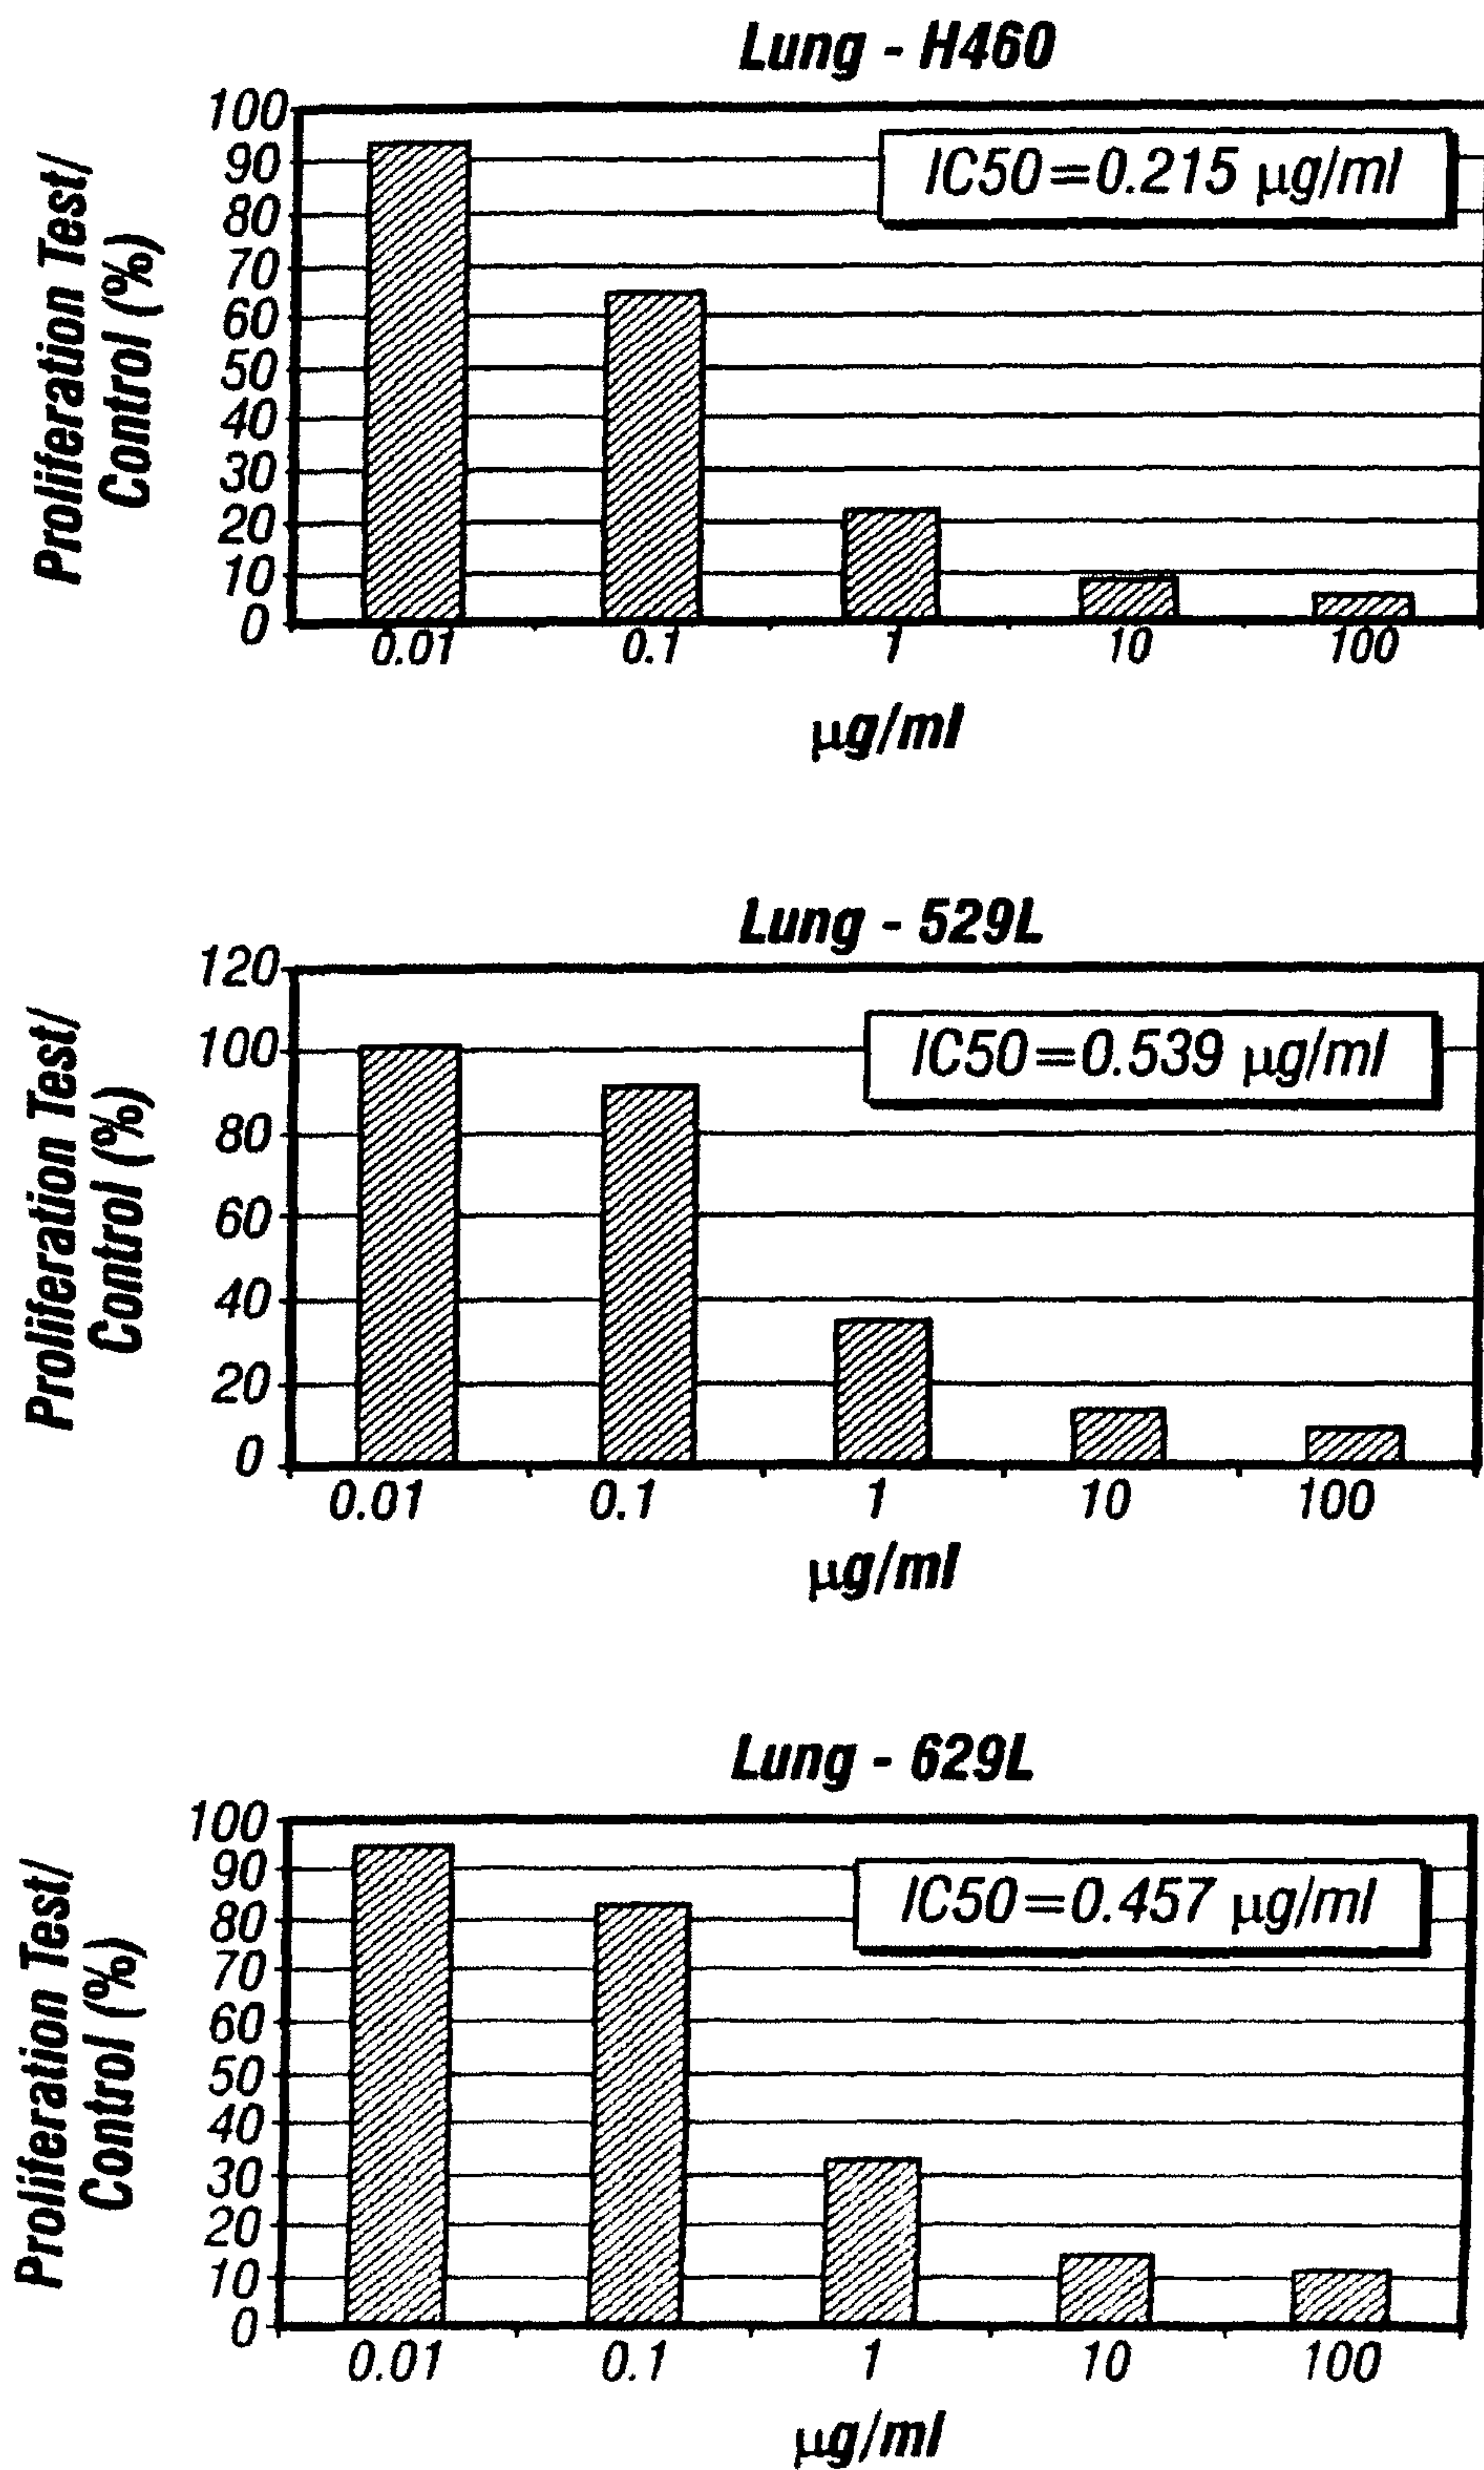 Lung - H460
Proliferation Test/
Control (%)
100
90
80
70
60
50
40
30
20
10
0
IC50=0.215 µg/ml
0.01 0.1 1 10 100
µg/ml
Lung - 529L
Proliferation Test/
Control (%)
120
100
80
60
40
20
0
IC50=0.539 µg/ml
0.01 0.1 1 10 100
µg/ml
Lung - 629L
Proliferation Test/
Control (%)
100
90
80
70
60
50
40
30
20
10
0
IC50=0.457 µg/ml
0.01 0.1 1 10 100
µg/ml